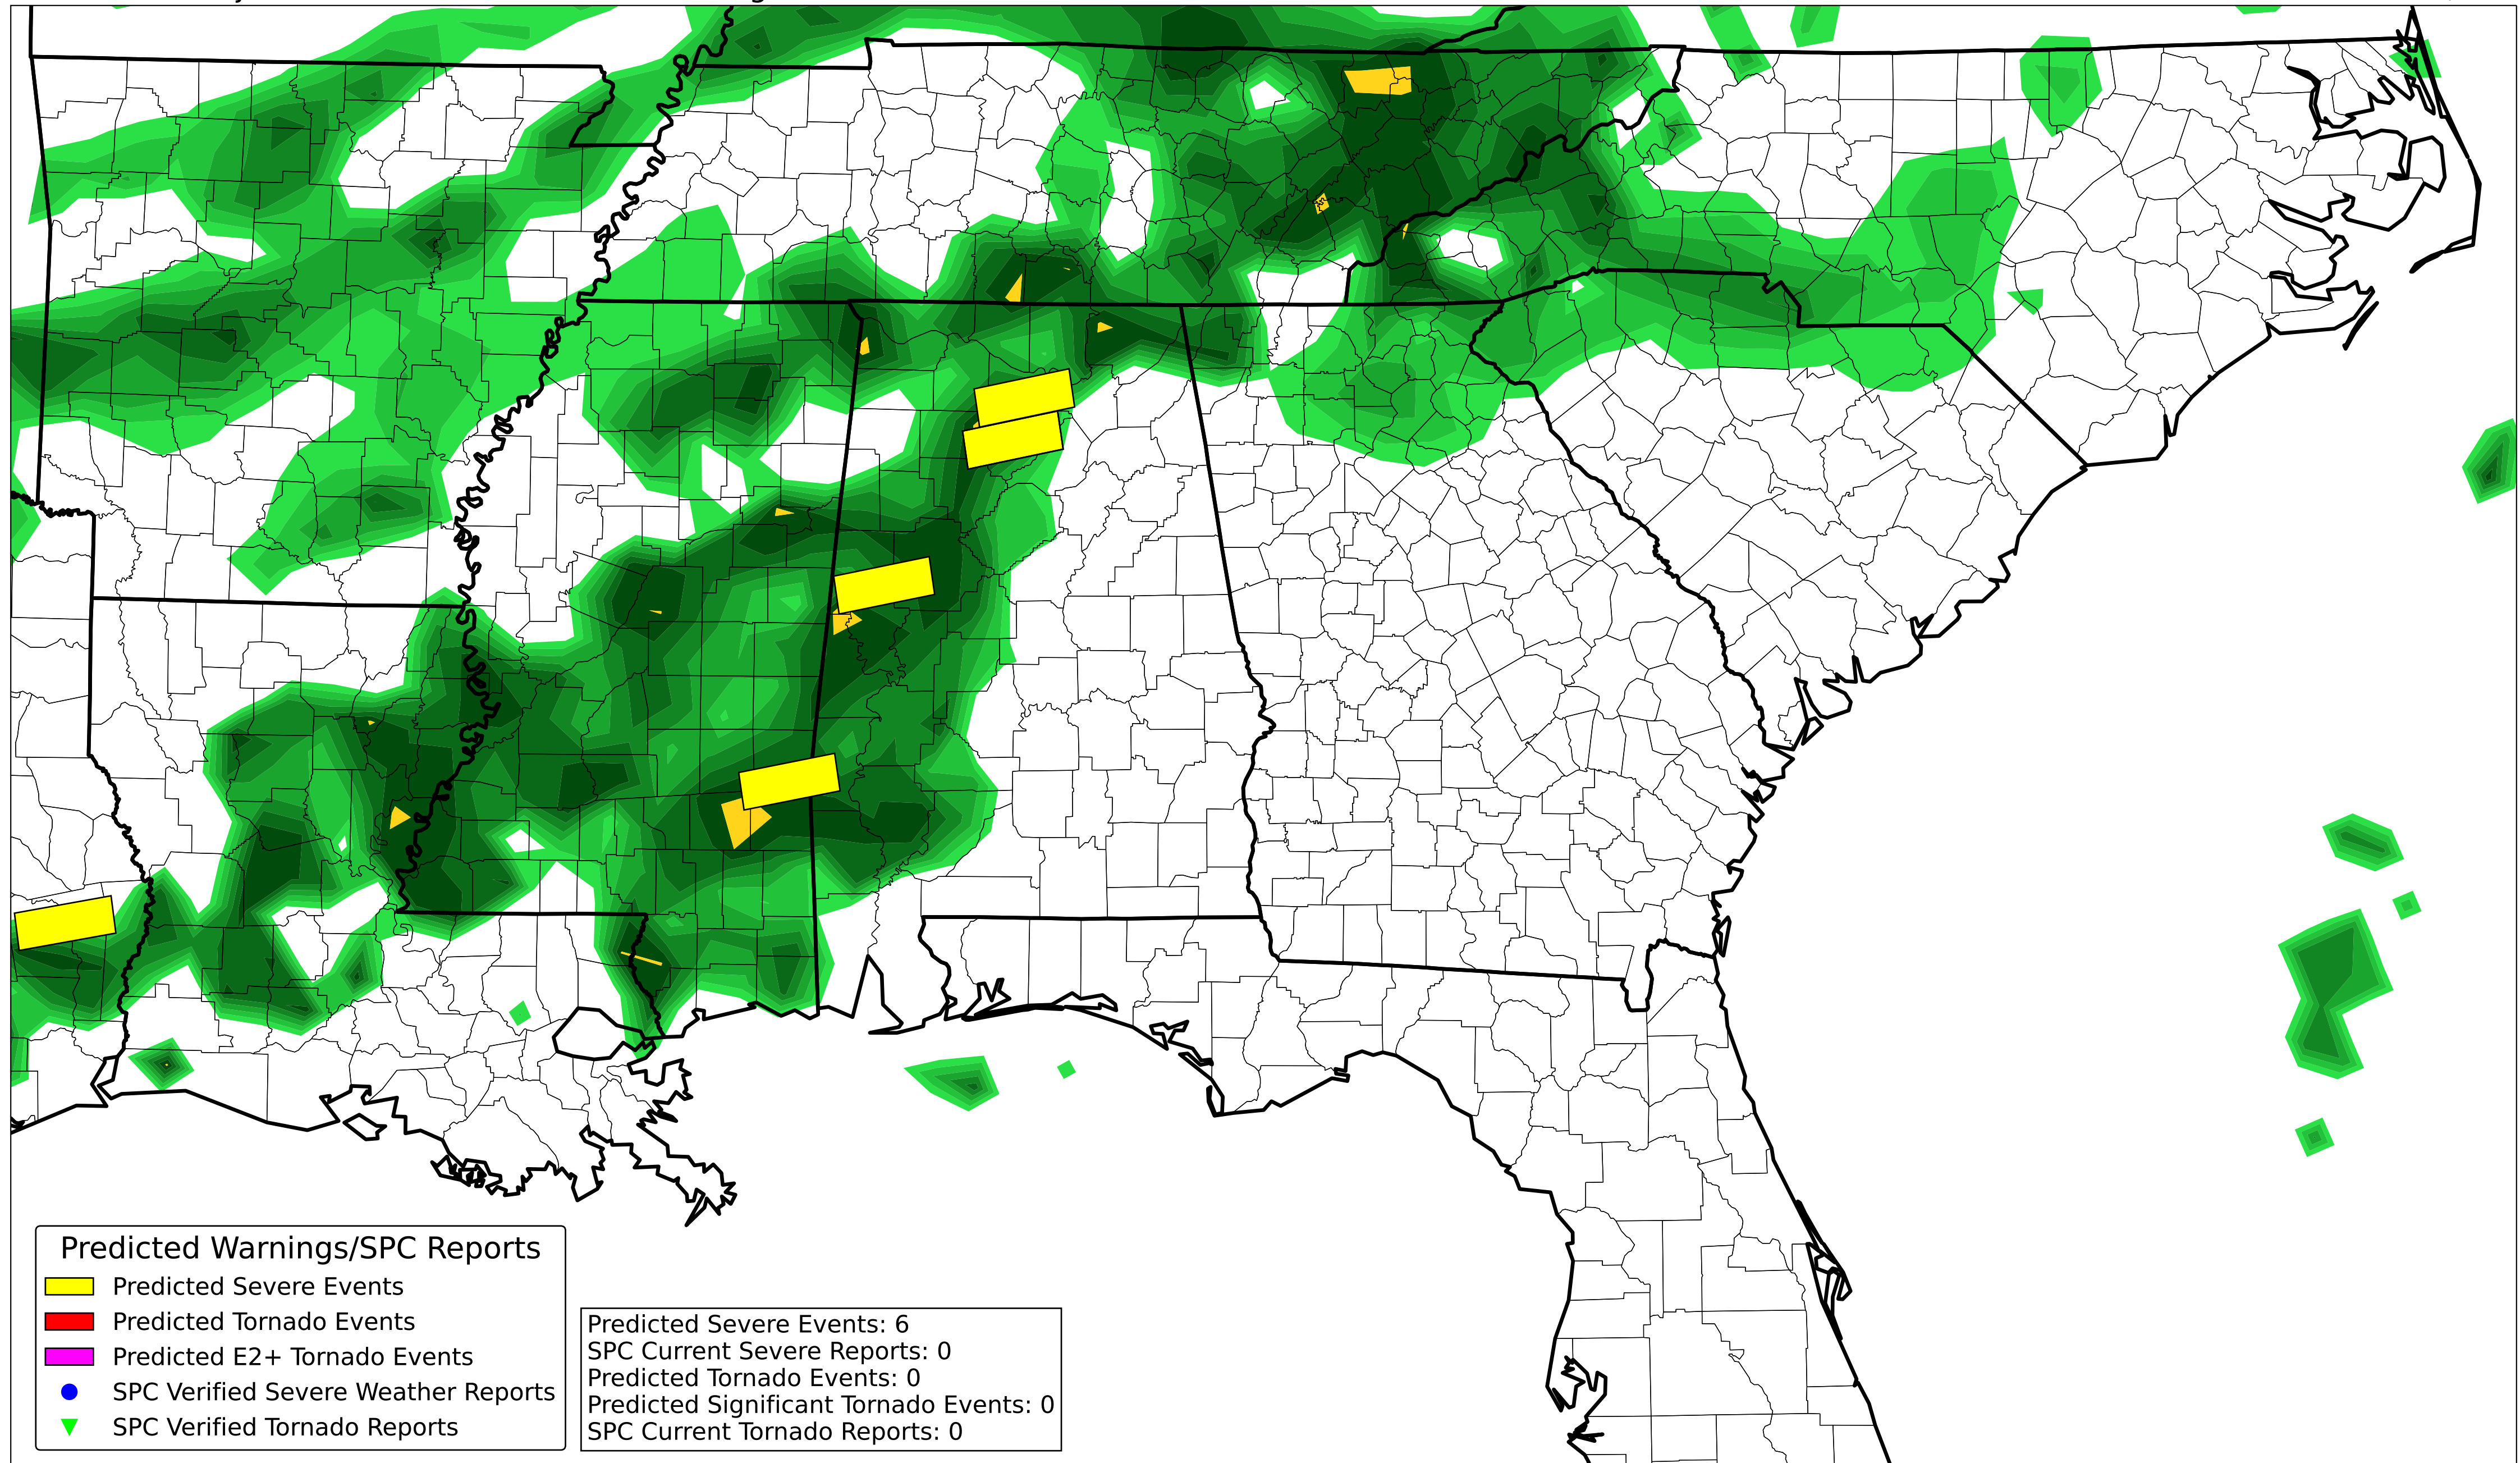 Predicted Warnings/SPC Reports
Predicted Severe Events
Predicted Tornado Events
Predicted E2+ Tornado Events
SPC Verified Severe Weather Reports
SPC Verified Tornado Reports
Predicted Severe Events: 6
SPC Current Severe Reports: 0
Predicted Tornado Events: 0
Predicted Significant Tornado Events: 0
SPC Current Tornado Reports: 0